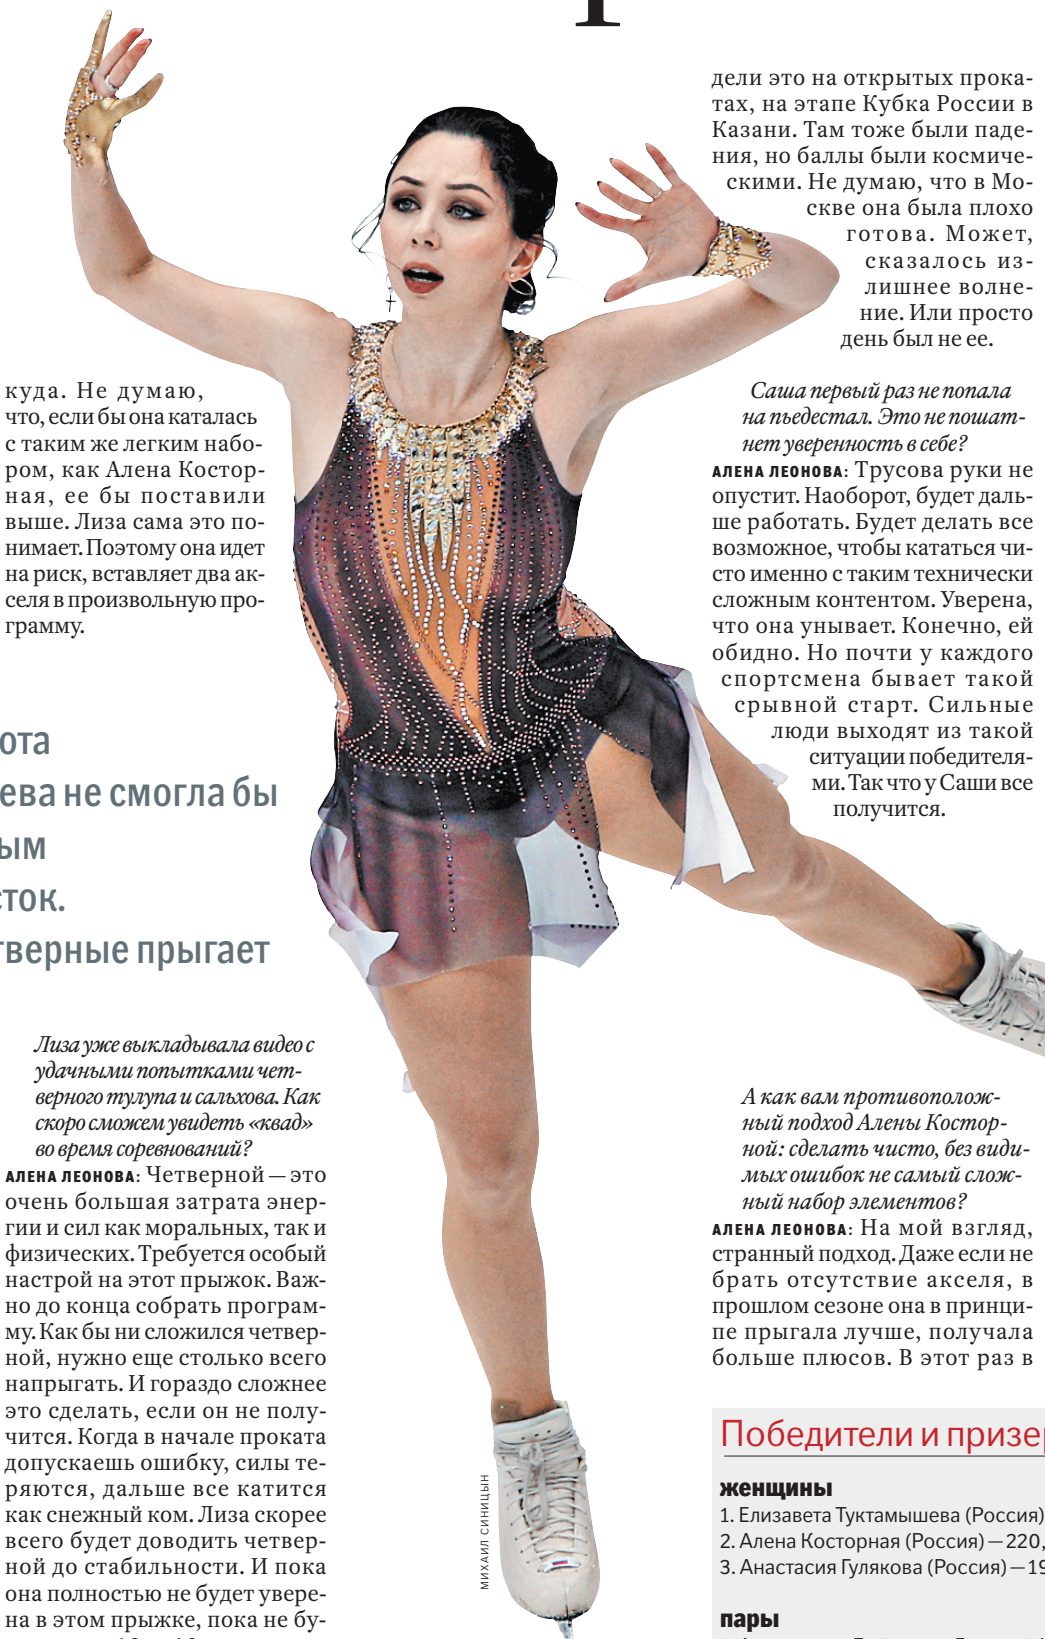 куда. Не думаю,
что, если бы она каталась
с таким же легким набо-
ром, как Алена Костор-
ная, ее бы поставили
выше. Лиза сама это по-
нимает. Поэтому она идет
на риск, вставляет два ак-
селя в произвольную про-
грамму.
ота
ева не смогла бы
ым
сток.
тверные прыгает
Лиза уже выкладывала видео с
удачными попытками чет-
верного тулупа и сальхова. Как
скоро сможем увидеть «квад»
во время соревнований?
АЛЕНА ЛЕОНОВА: Четверной — это
очень большая затрата энер-
гии и сил как моральных, так и
физических. Требуется особый
настрой на этот прыжок. Важ-
но до конца собрать програм-
му. Как бы ни сложился четвер-
ной, нужно еще столько всего
напрыгать. И гораздо сложнее
это сделать, если он не полу-
чится. Когда в начале проката
допускаешь ошибку, силы те-
ряются, дальше все катится
как снежный ком. Лиза скорее
всего будет доводить четвер-
ной до стабильности. И пока
она полностью не будет увере-
на в этом прыжке, пока не бу-
МИХАИЛ СИНИЦЫН
дели это на открытых прока-
тах, на этапе Кубка России в
Казани. Там тоже были паде-
ния, но баллы были космиче-
скими. Не думаю, что в Мо-
скве она была плохо
готова. Может,
сказалось из-
лишнее волне-
ние. Или просто
день был не ее.
Саша первый раз не попала
на пьедестал. Это не пошат-
нет уверенность в себе?
АЛЕНА ЛЕОНОВА: Трусова руки не
опустит. Наоборот, будет даль-
ше работать. Будет делать все
возможное, чтобы кататься чи-
сто именно с таким технически
сложным контентом. Уверена,
что она унывает. Конечно, ей
обидно. Но почти у каждого
спортсмена бывает такой
срывной старт. Сильные
люди выходят из такой
ситуации победителя-
ми. Так что у Саши все
получится.
А как вам противополож-
ный подход Алены Костор-
ной: сделать чисто, без види-
мых ошибок не самый слож-
ный набор элементов?
АЛЕНА ЛЕОНОВА: На мой взгляд,
странный подход. Даже если не
брать отсутствие акселя, в
прошлом сезоне она в принци-
пе прыгала лучше, получала
больше плюсов. В этот раз в
Победители и призе
женщины
1. Елизавета Туктамышева (Россия)
2. Алена Косторная (Россия) — 220,
3. Анастасия Гулякова (Россия) — 19
пары